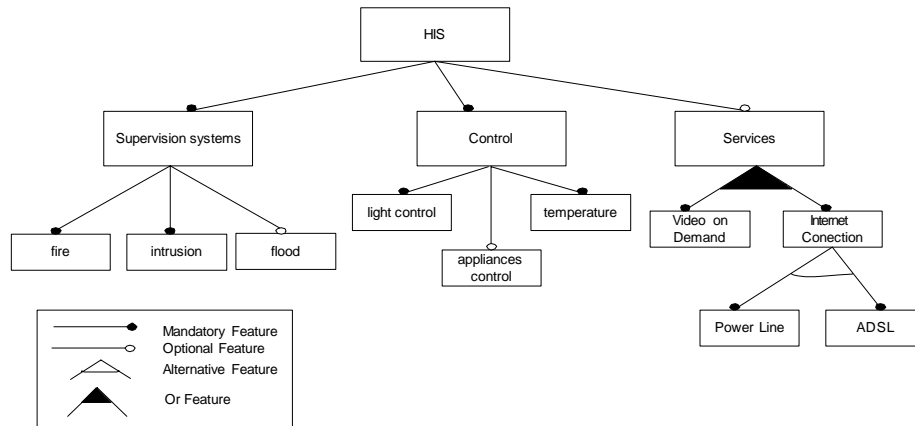 HIS
Supervision systems
Control
Services
fire
intrusion
flood
light control
appliances
control
temperature
Video on
Demand
Internet
Conection
Power Line
ADSL
Mandatory Feature
Optional Feature
Alternative Feature
Or Feature